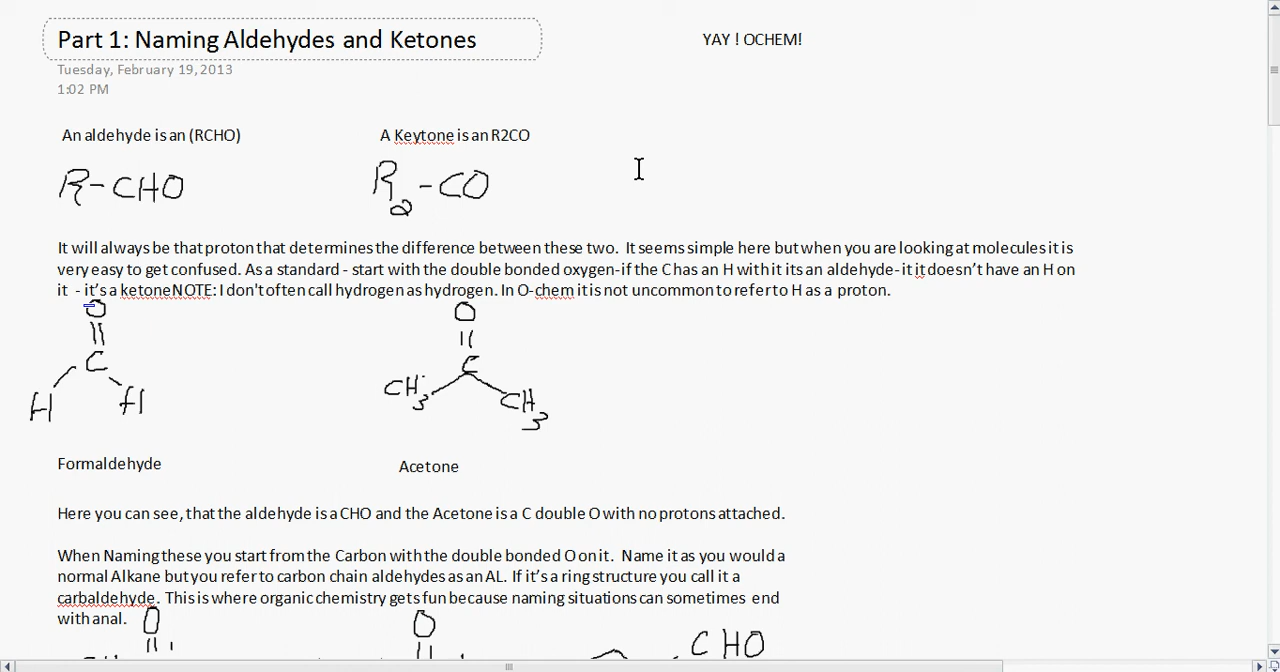 Part 1: Naming Aldehydes and Ketones
YAY ! OCHEM!
Tuesday, February 19, 2013
1:02 PM
An aldehyde is an (RCHO)
A Keytone is an R2CO
R-CHO
R2-CO
It will always be that proton that determines the difference between these two. It seems simple here but when you are looking at molecules it is
very easy to get confused. As a standard - start with the double bonded oxygen-if the C has an H with it its an aldehyde- it it doesn't have an H on
it - it's a ketoneNOTE: I don't often call hydrogen as hydrogen. In O-chem it is not uncommon to refer to H as a proton.
O
O
C
C
H
H
CH3
CH3
Formaldehyde
Acetone
Here you can see, that the aldehyde is a CHO and the Acetone is a C double O with no protons attached.
When Naming these you start from the Carbon with the double bonded O on it. Name it as you would a
normal Alkane but you refer to carbon chain aldehydes as an AL. If it's a ring structure you call it a
carbaldehyde. This is where organic chemistry gets fun because naming situations can sometimes end
with anal.
O
O
CHO